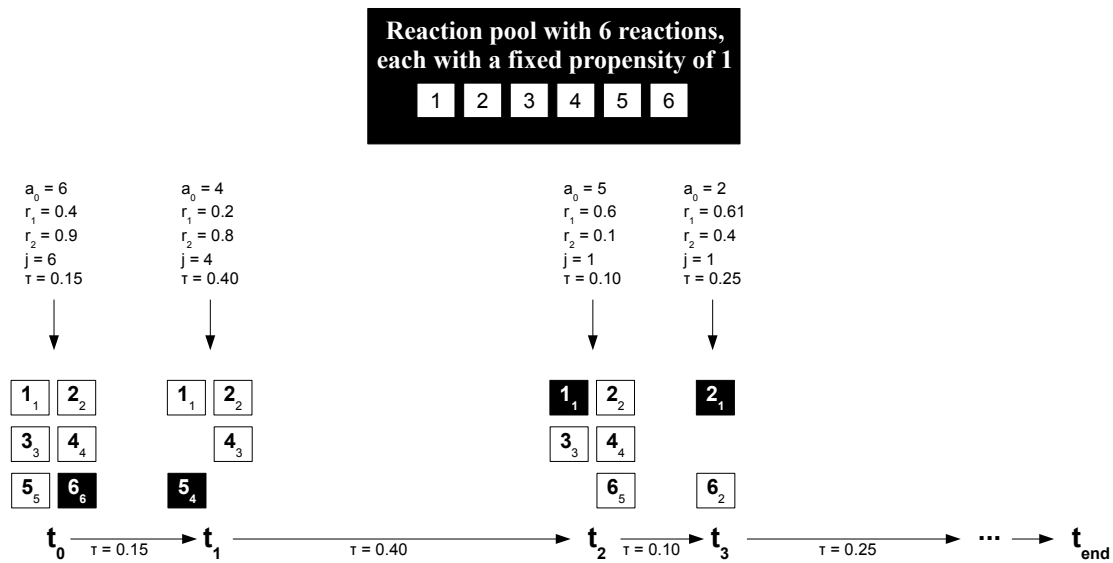 Reaction pool with 6 reactions,
each with a fixed propensity of 1
1 2 3 4 5 6
a₀ = 6
r₁ = 0.4
r₂ = 0.9
j = 6
τ = 0.15
a₀ = 4
r₁ = 0.2
r₂ = 0.8
j = 4
τ = 0.40
a₀ = 5
r₁ = 0.6
r₂ = 0.1
j = 1
τ = 0.10
a₀ = 2
r₁ = 0.61
r₂ = 0.4
j = 1
τ = 0.25
1₁ 2₂
3₃ 4₄
5₅ 6₆
1₁ 2₂
4₃
5₄
1₁ 2₂
3₃ 4₄
6₅
2₁
6₂
t₀ τ = 0.15 t₁ τ = 0.40 t₂ τ = 0.10 t₃ τ = 0.25 ... t_end